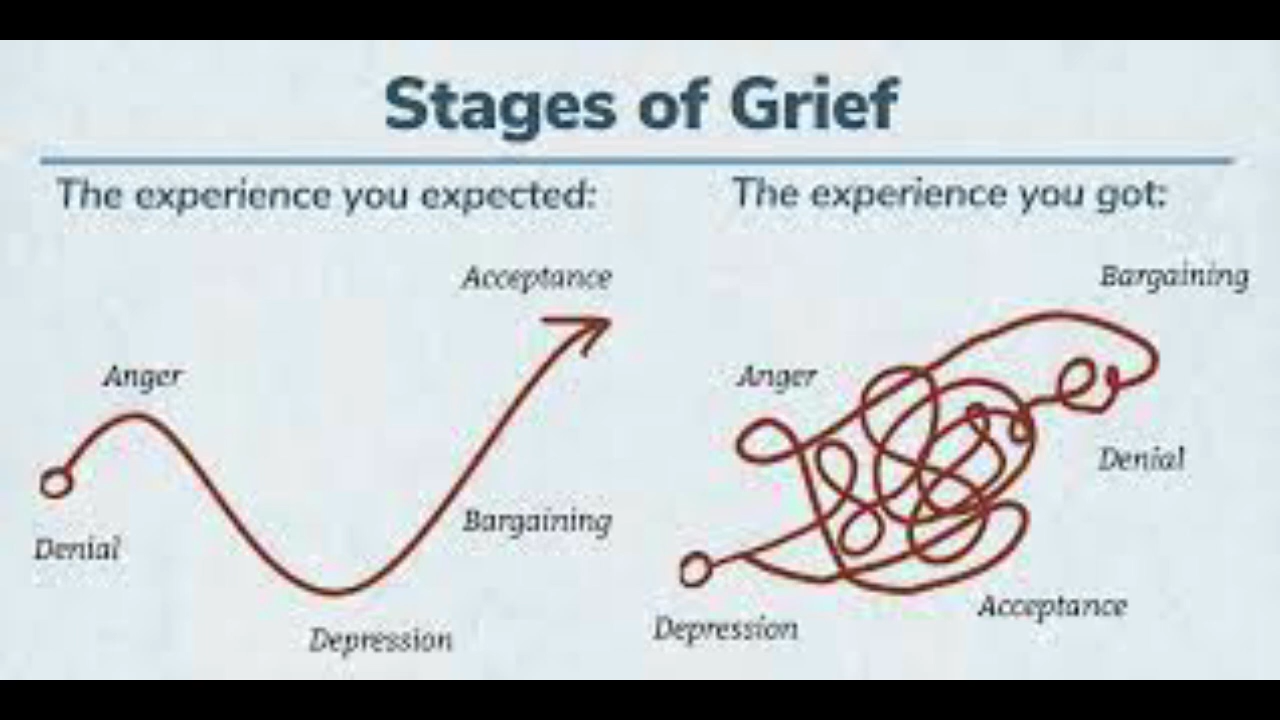 Stages of Grief
The experience you expected:
Acceptance
Anger
Bargaining
Denial
Depression
The experience you got:
Bargaining
Anger
Denial
Acceptance
Depression